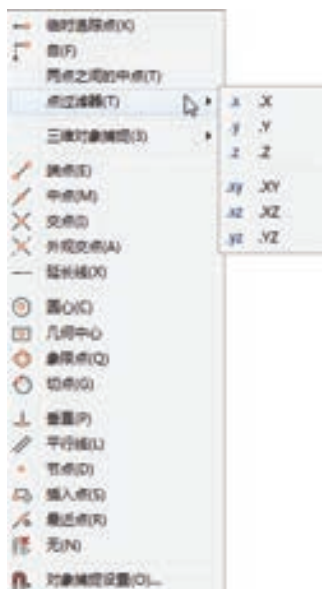 临时追踪点(K)
自(F)
两点之间的中点(T)
点过滤器(T)
.x .X
.y .Y
.z .Z
.xy .XY
.xz .XZ
.yz .YZ
三维对象捕捉(3)
端点(E)
中点(M)
交点(I)
外观交点(A)
延长线(X)
圆心(C)
几何中心
象限点(Q)
切点(G)
垂直(P)
平行线(L)
节点(D)
插入点(S)
最近点(R)
无(N)
对象捕捉设置(O)...